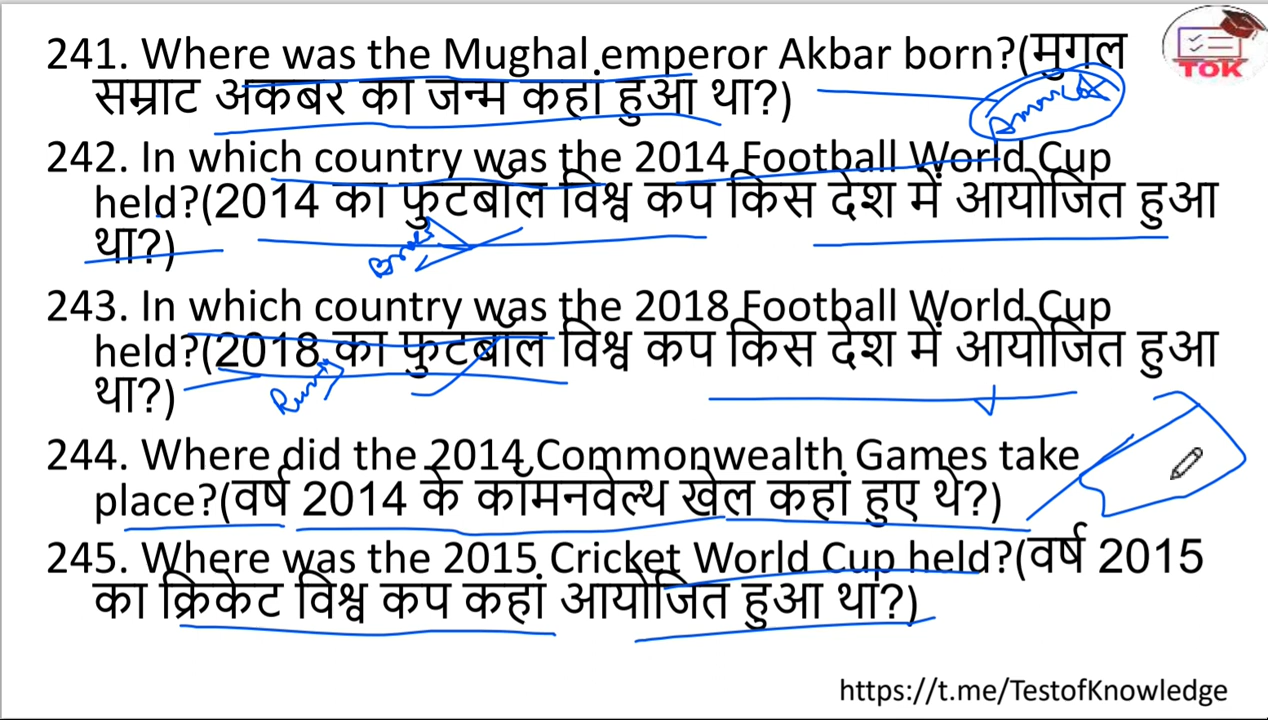 241. Where was the Mughal emperor Akbar born?(मुगल
सम्राट अकबर का जन्म कहां हुआ था?)
242. In which country was the 2014 Football World Cup
held?(2014 का फुटबॉल विश्व कप किस देश में आयोजित हुआ
था?)
243. In which country was the 2018 Football World Cup
held?(2018 का फुटबॉल विश्व कप किस देश में आयोजित हुआ
था?)
244. Where did the 2014 Commonwealth Games take
place?(वर्ष 2014 के कॉमनवेल्थ खेल कहां हुए थे?)
245. Where was the 2015 Cricket World Cup held?(वर्ष 2015
का क्रिकेट विश्व कप कहां आयोजित हुआ था?)
TOK
https://t.me/TestofKnowledge